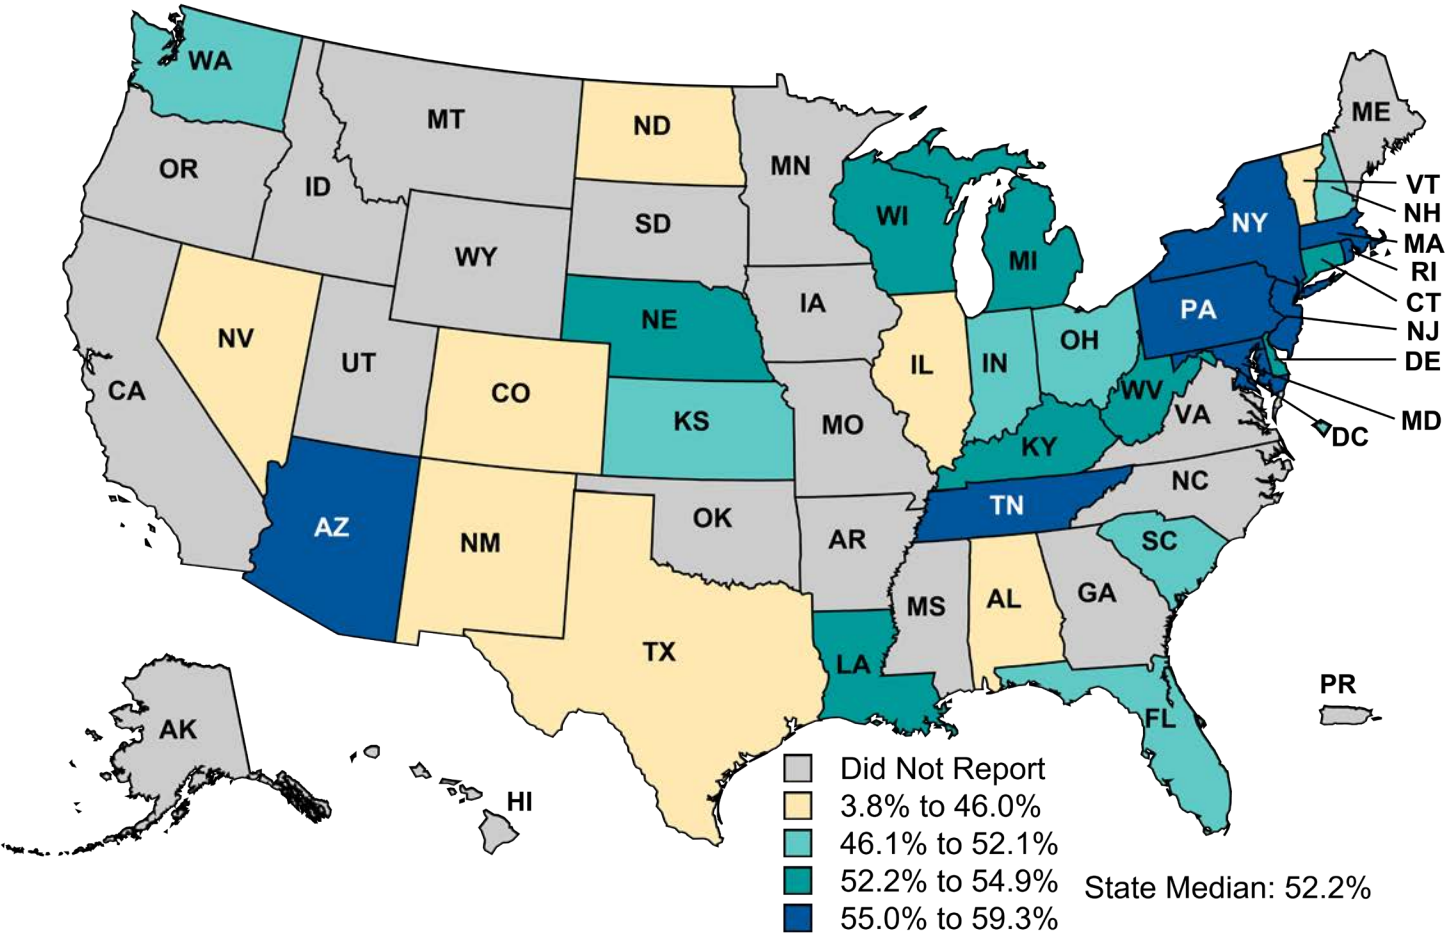 WA
MT
ND
MN
ME
OR
ID
SD
WI
NY
VT
NH
MA
RI
CT
NJ
DE
MD
DC
WY
MI
IA
NE
PA
NV
UT
CO
IL
IN
OH
CA
KS
MO
WV
VA
KY
NC
AZ
NM
OK
AR
TN
SC
MS
AL
GA
TX
LA
FL
PR
AK
HI
Did Not Report
3.8% to 46.0%
46.1% to 52.1%
52.2% to 54.9%
55.0% to 59.3%
State Median: 52.2%